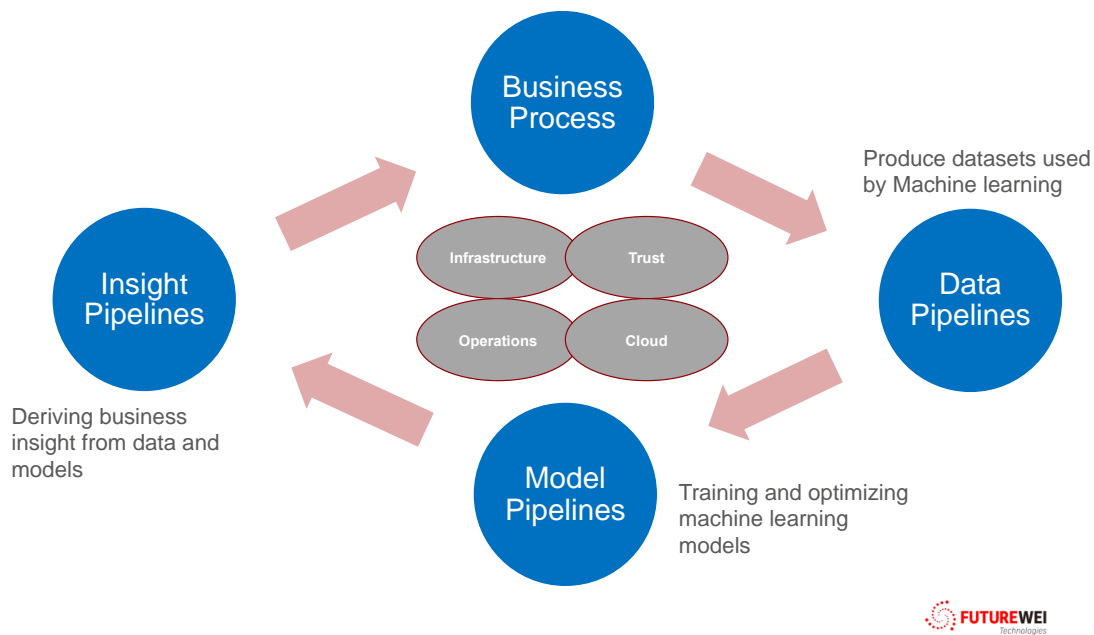 Business
Process
Produce datasets used
by Machine learning
Infrastructure
Trust
Insight
Pipelines
Data
Pipelines
Operations
Cloud
Deriving business
insight from data and
models
Model
Pipelines
Training and optimizing
machine learning
models
FUTUREWEI
Technologies